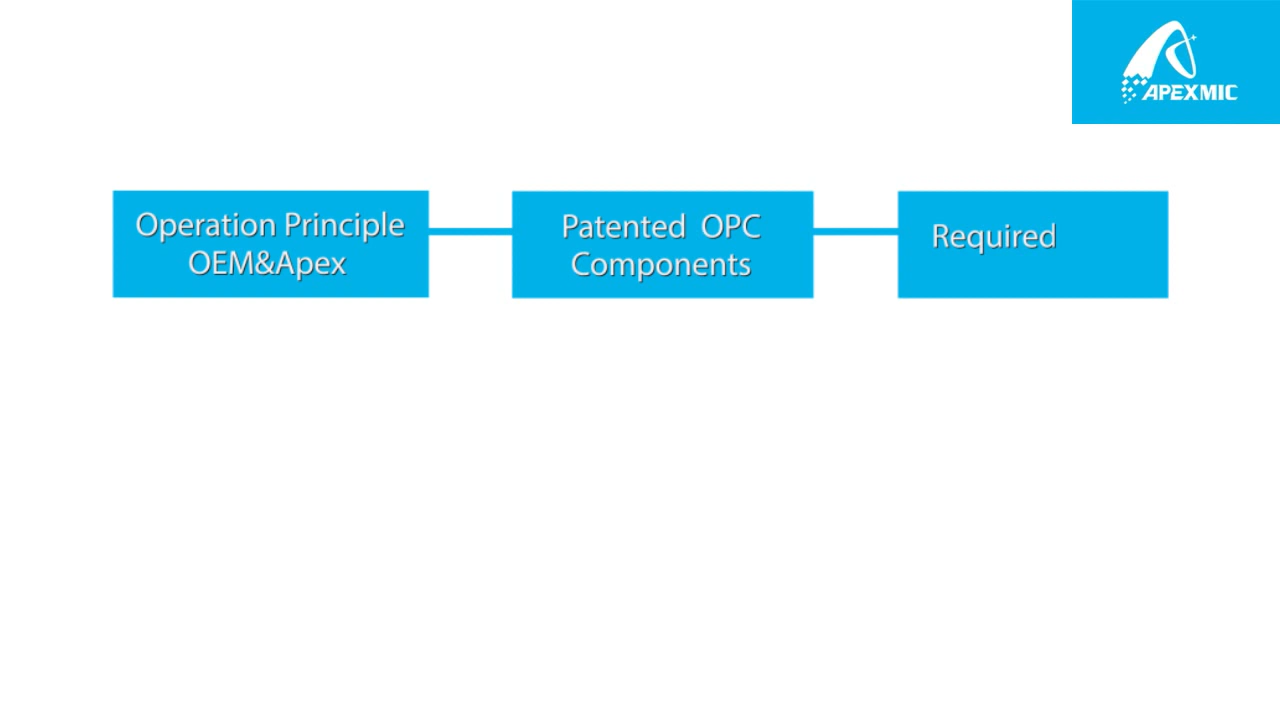 APEXMIC
Operation Principle
OEM&Apex
Patented OPC
Components
Required